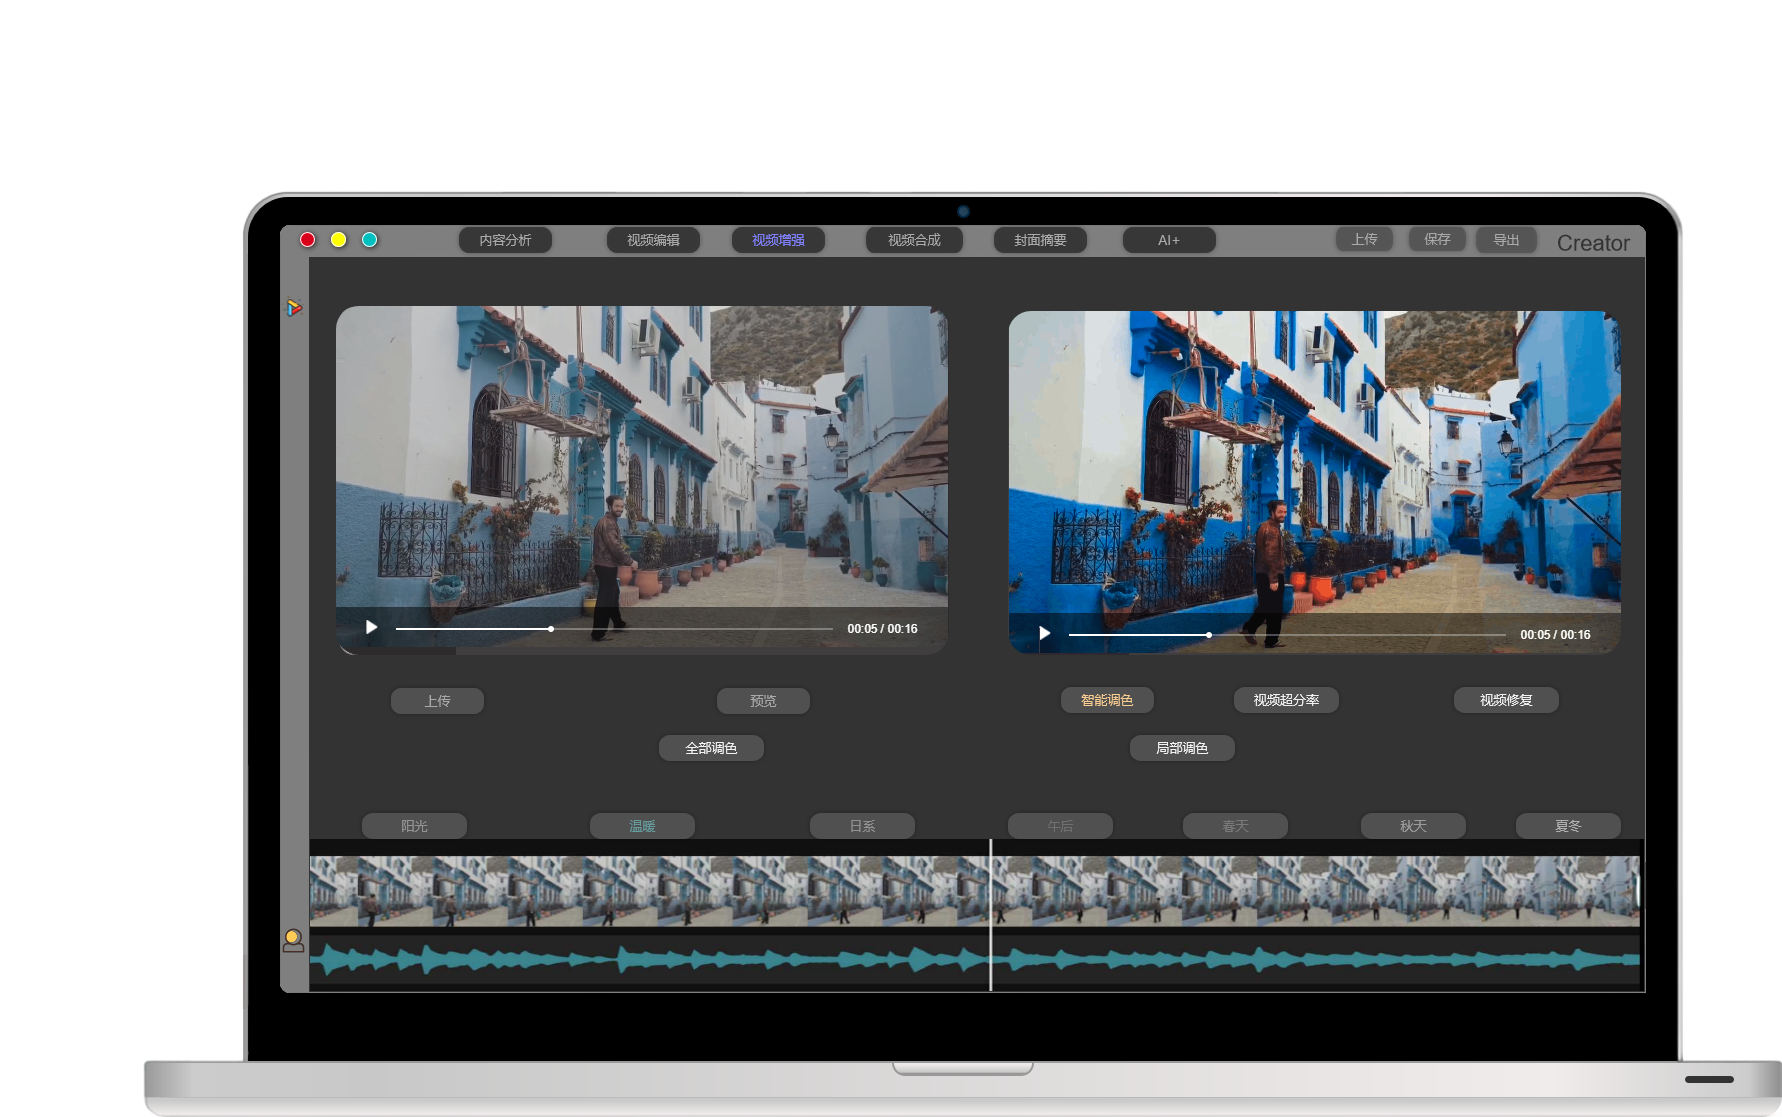 内容分析 视频编辑 视频增强 视频合成 封面摘要 AI+ 上传 保存 导出 Creator
00:05 / 00:16
00:05 / 00:16
上传 预览 智能调色 视频超分率 视频修复
全部调色 局部调色
阳光 温暖 日系 午后 春天 秋天 夏冬